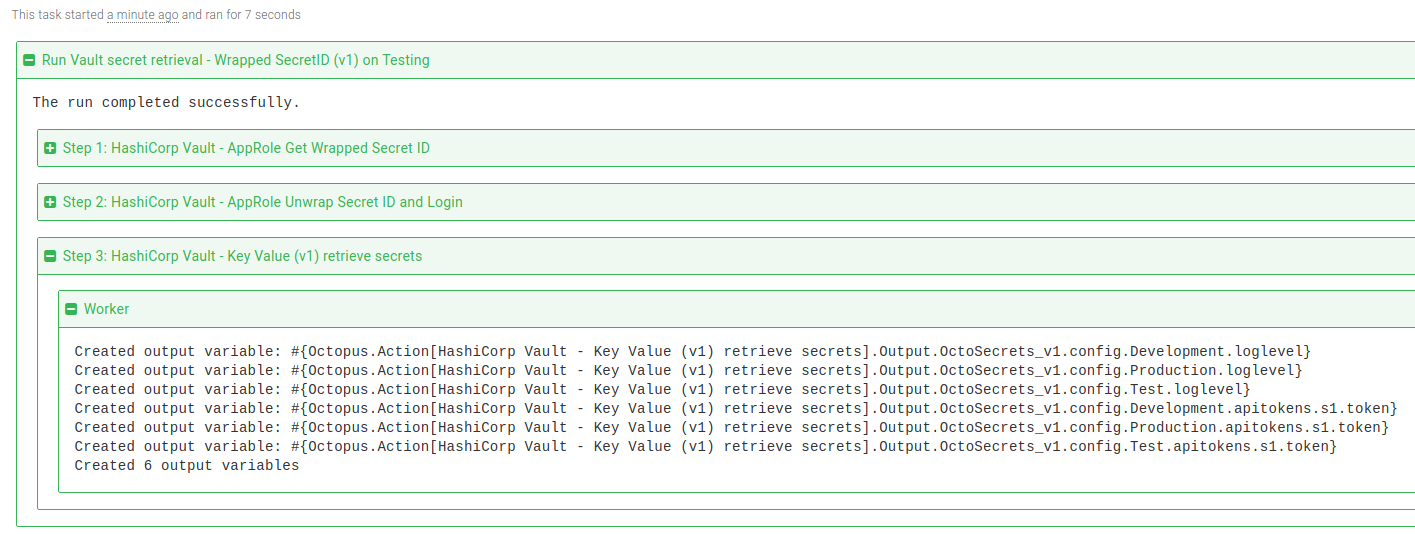 This task started a minute ago and ran for 7 seconds
Run Vault secret retrieval - Wrapped SecretID (v1) on Testing
The run completed successfully.
Step 1: HashiCorp Vault - AppRole Get Wrapped Secret ID
Step 2: HashiCorp Vault - AppRole Unwrap Secret ID and Login
Step 3: HashiCorp Vault - Key Value (v1) retrieve secrets
Worker
Created output variable: #{Octopus.Action[HashiCorp Vault - Key Value (v1) retrieve secrets].Output.OctoSecrets_v1.config.Development.loglevel}
Created output variable: #{Octopus.Action[HashiCorp Vault - Key Value (v1) retrieve secrets].Output.OctoSecrets_v1.config.Production.loglevel}
Created output variable: #{Octopus.Action[HashiCorp Vault - Key Value (v1) retrieve secrets].Output.OctoSecrets_v1.config.Test.loglevel}
Created output variable: #{Octopus.Action[HashiCorp Vault - Key Value (v1) retrieve secrets].Output.OctoSecrets_v1.config.Development.apitokens.s1.token}
Created output variable: #{Octopus.Action[HashiCorp Vault - Key Value (v1) retrieve secrets].Output.OctoSecrets_v1.config.Production.apitokens.s1.token}
Created output variable: #{Octopus.Action[HashiCorp Vault - Key Value (v1) retrieve secrets].Output.OctoSecrets_v1.config.Test.apitokens.s1.token}
Created 6 output variables